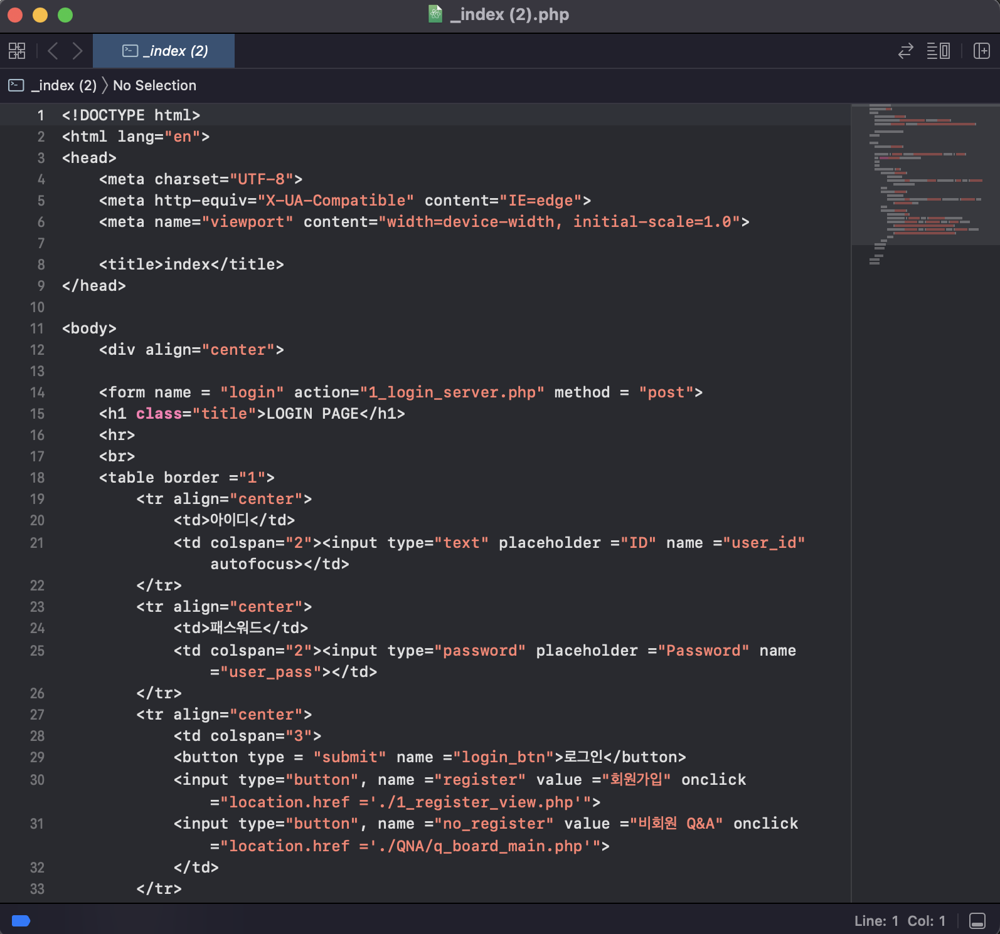 _index (2).php
_index (2)
_index (2) 〉 No Selection
1 <!DOCTYPE html>
2 <html lang="en">
3 <head>
4     <meta charset="UTF-8">
5     <meta http-equiv="X-UA-Compatible" content="IE=edge">
6     <meta name="viewport" content="width=device-width, initial-scale=1.0">
7
8     <title>index</title>
9 </head>
10
11 <body>
12     <div align="center">
13
14     <form name = "login" action="1_login_server.php" method = "post">
15     <h1 class="title">LOGIN PAGE</h1>
16     <hr>
17     <br>
18     <table border ="1">
19         <tr align="center">
20             <td>아이디</td>
21             <td colspan="2"><input type="text" placeholder ="ID" name ="user_id"
                autofocus></td>
22         </tr>
23         <tr align="center">
24             <td>패스워드</td>
25             <td colspan="2"><input type="password" placeholder ="Password" name
                ="user_pass"></td>
26         </tr>
27         <tr align="center">
28             <td colspan="3">
29             <button type = "submit" name ="login_btn">로그인</button>
30             <input type="button", name ="register" value ="회원가입" onclick
                ="location.href ='./1_register_view.php'">
31             <input type="button", name ="no_register" value ="비회원 Q&A" onclick
                ="location.href ='./QNA/q_board_main.php'">
32             </td>
33         </tr>
Line: 1 Col: 1